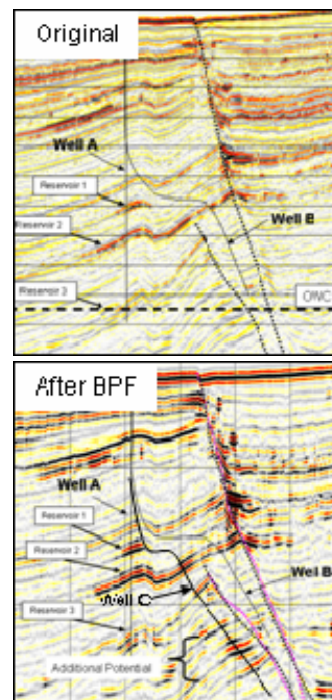 Original
Well A
Reservoir 1
Well B
Reservoir 2
Reservoir 3
OWC
After BPF
Well A
Reservoir 1
Reservoir 2
Well B
Well C
Reservoir 3
Additional Potential